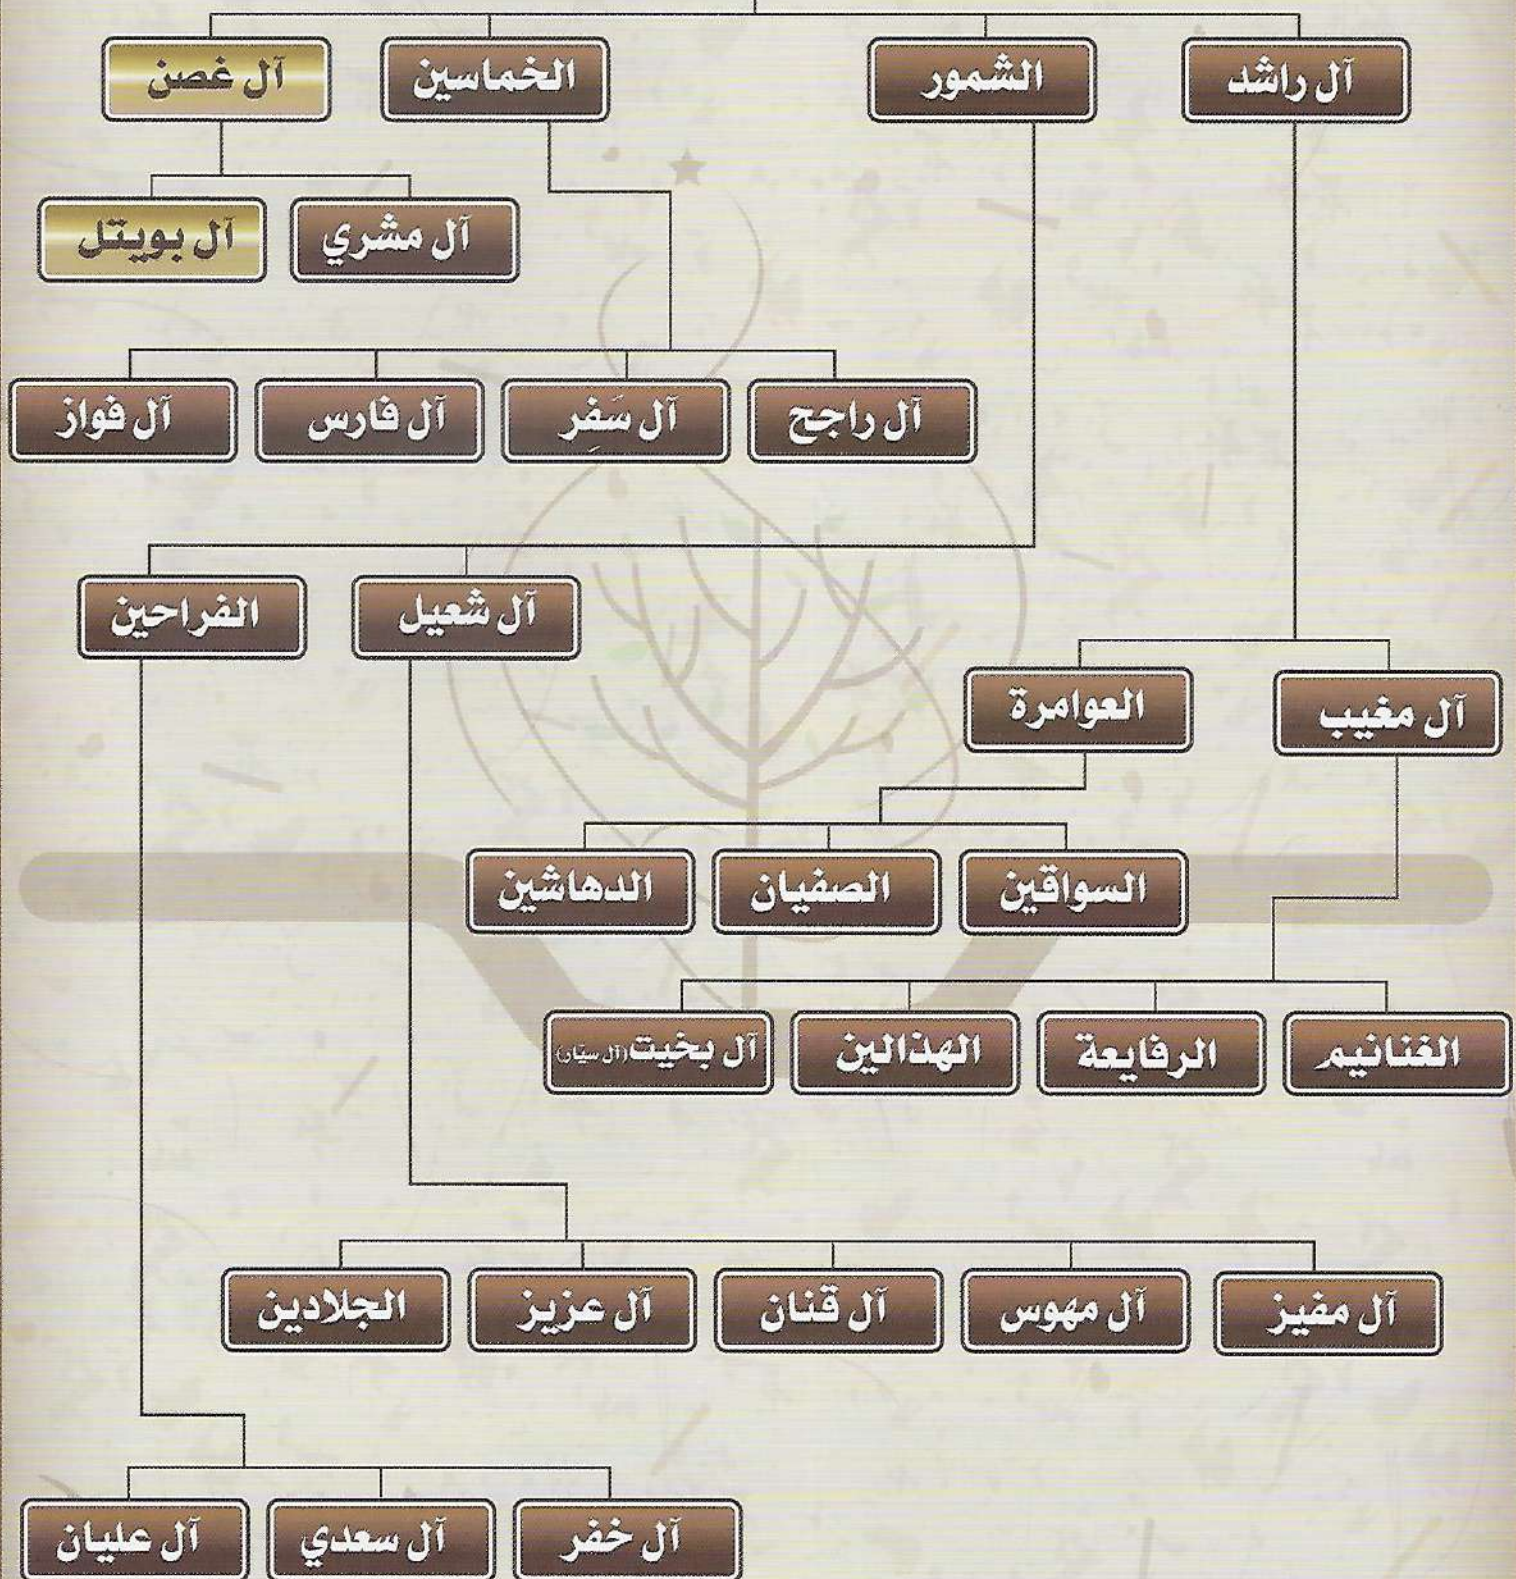 آل راشد
الشمور
الخماسين
آل غصن
آل مشري
آل بويتل
آل راجح
آل سَفِر
آل فارس
آل فواز
آل شعيل
الفراحين
آل مغيب
العوامرة
السواقين
الصفيان
الدهاشين
الغنانيم
الرفايعة
الهذالين
آل بخيت (آل سيّار)
آل مفيز
آل مهوس
آل قنان
آل عزيز
الجلادين
آل خفر
آل سعدي
آل عليان